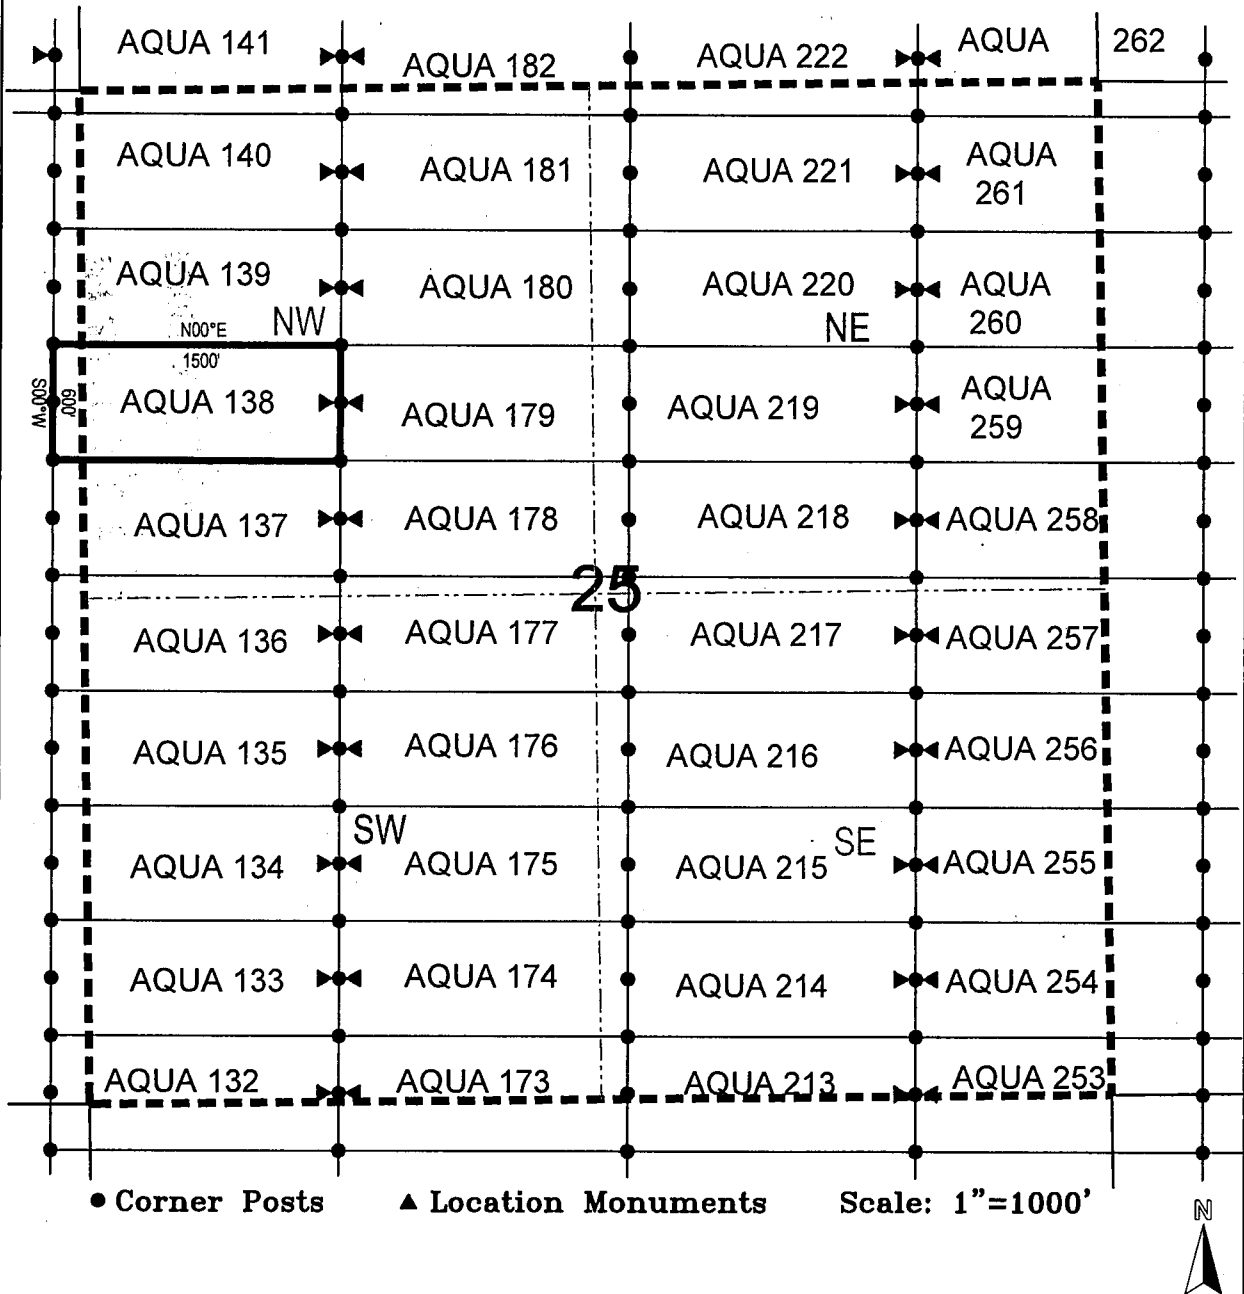 AQUA 141
AQUA 182
AQUA 222
AQUA 262
AQUA 140
AQUA 181
AQUA 221
AQUA
261
AQUA 139
AQUA 180
AQUA 220
AQUA
260
N00°E
NW
NE
1500'
S00°W
600'
AQUA 138
AQUA 179
AQUA 219
AQUA
259
AQUA 137
AQUA 178
AQUA 218
AQUA 258
25
AQUA 136
AQUA 177
AQUA 217
AQUA 257
AQUA 135
AQUA 176
AQUA 216
AQUA 256
SW
SE
AQUA 134
AQUA 175
AQUA 215
AQUA 255
AQUA 133
AQUA 174
AQUA 214
AQUA 254
AQUA 132
AQUA 173
AQUA 213
AQUA 253
Corner Posts
Location Monuments
Scale: 1"=1000'
N